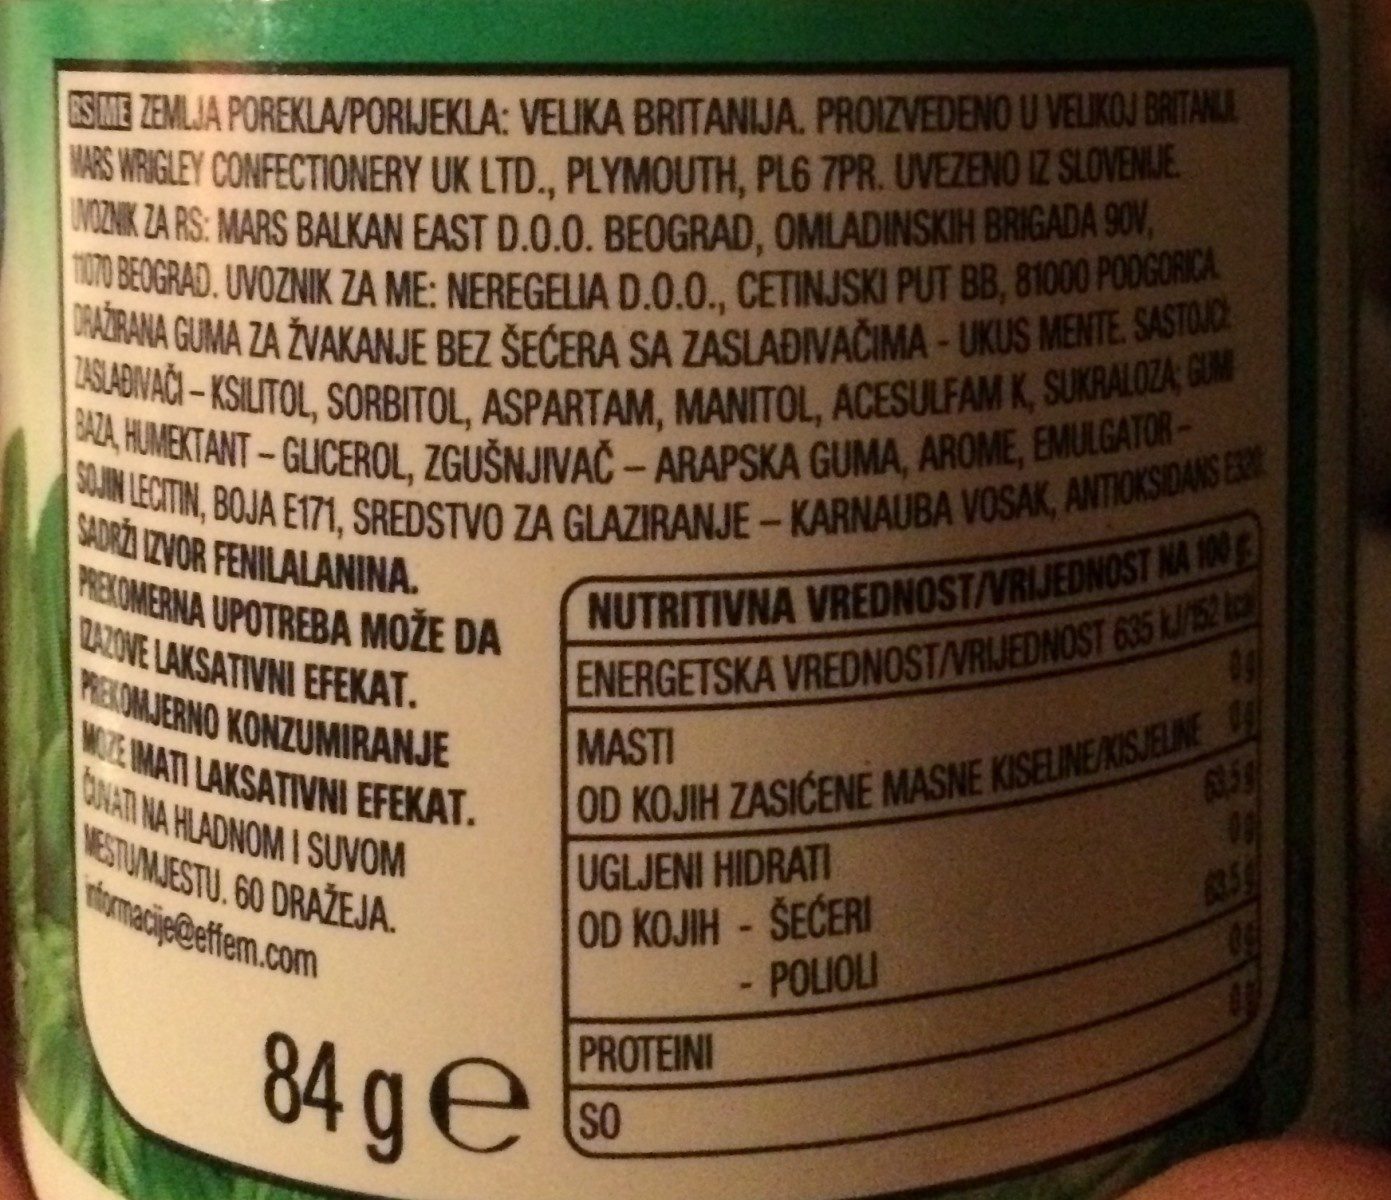 RS ME ZEMLJA POREKLA/PORIJEKLA: VELIKA BRITANIJA. PROIZVEDENO U VELIKOJ BRITANIJI.
MARS WRIGLEY CONFECTIONERY UK LTD., PLYMOUTH, PL6 7PR. UVEZENO IZ SLOVENIJE.
UVOZNIK ZA RS: MARS BALKAN EAST D.O.O. BEOGRAD, OMLADINSKIH BRIGADA 90V,
11070 BEOGRAD. UVOZNIK ZA ME: NEREGELIA D.O.O., CETINJSKI PUT BB, 81000 PODGORICA.
DRAŽIRANA GUMA ZA ŽVAKANJE BEZ ŠEĆERA SA ZASLAĐIVAČIMA - UKUS MENTE. SASTOJCI:
ZASLAĐIVAČI – KSILITOL, SORBITOL, ASPARTAM, MANITOL, ACESULFAM K, SUKRALOZA; GUMI
BAZA, HUMEKTANT – GLICEROL, ZGUŠNJIVAČ – ARAPSKA GUMA, AROME, EMULGATOR –
SOJIN LECITIN, BOJA E171, SREDSTVO ZA GLAZIRANJE – KARNAUBA VOSAK, ANTIOKSIDANS E320.
SADRŽI IZVOR FENILALANINA.
PREKOMERNA UPOTREBA MOŽE DA
IZAZOVE LAKSATIVNI EFEKAT.
PREKOMJERNO KONZUMIRANJE
MOŽE IMATI LAKSATIVNI EFEKAT.
ČUVATI NA HLADNOM I SUVOM
MESTU/MJESTU. 60 DRAŽEJA.
informacije@effem.com
84 g e
NUTRITIVNA VREDNOST/VRIJEDNOST NA 100 g:
ENERGETSKA VREDNOST/VRIJEDNOST 635 kJ/152 kcal
MASTI 0 g
OD KOJIH ZASIĆENE MASNE KISELINE/KISJELINE 0 g
UGLJENI HIDRATI 63,5 g
OD KOJIH - ŠEĆERI 0 g
- POLIOLI 63,5 g
PROTEINI 0 g
SO 0 g